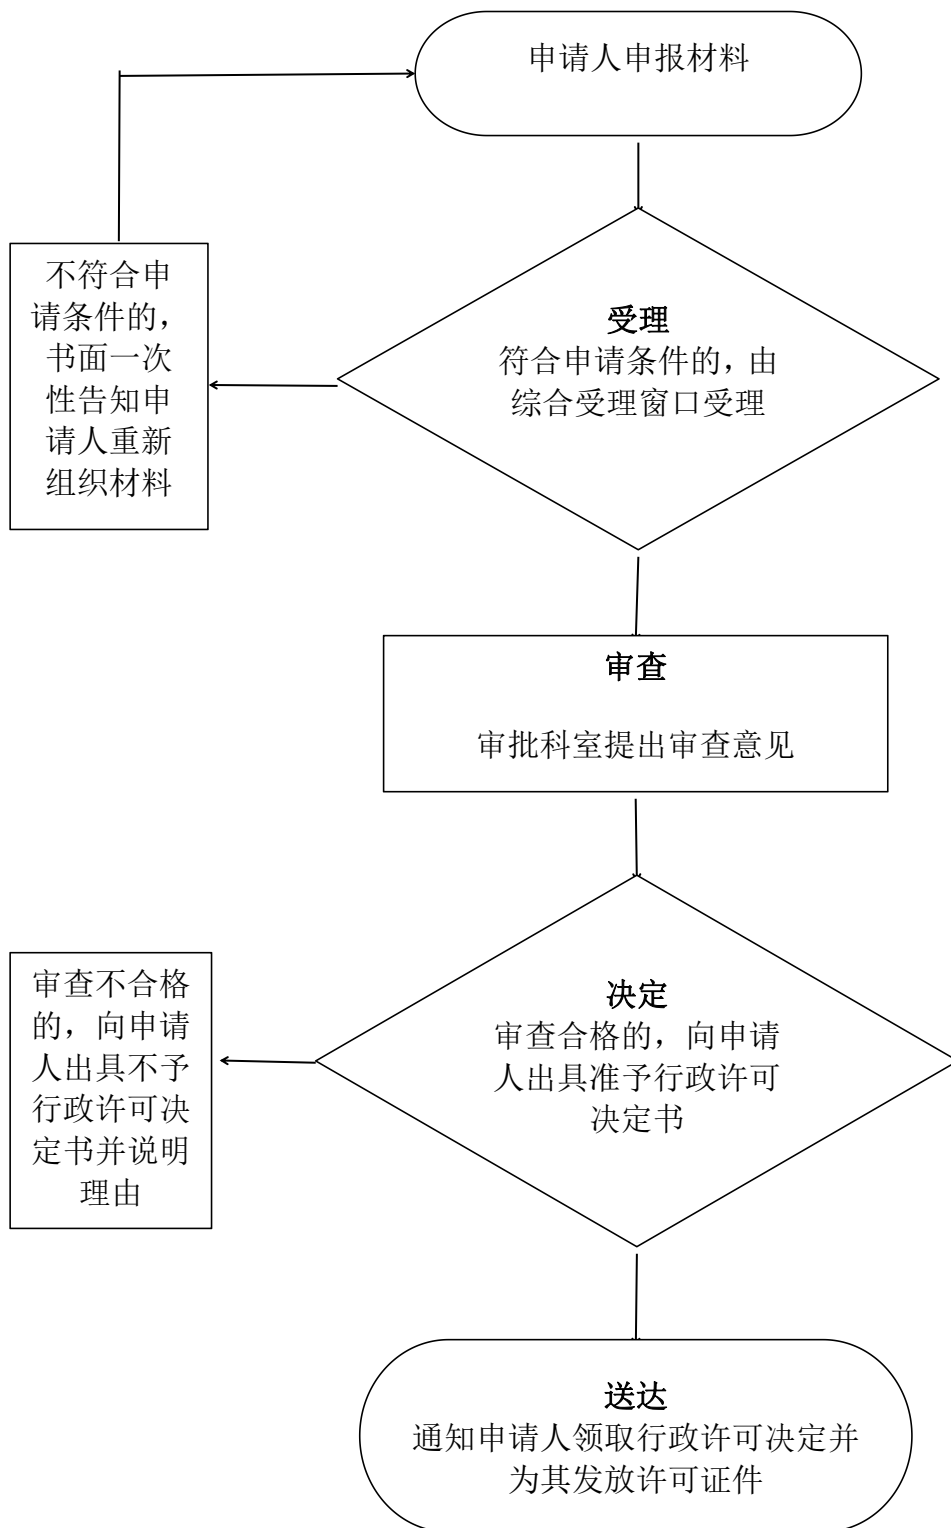 申请人申报材料
不符合申
请条件的，
书面一次
性告知申
请人重新
组织材料
受理
符合申请条件的，由
综合受理窗口受理
审查
审批科室提出审查意见
审查不合格
的，向申请
人出具不予
行政许可决
定书并说明
理由
决定
审查合格的，向申请
人出具准予行政许可
决定书
送达
通知申请人领取行政许可决定并
为其发放许可证件